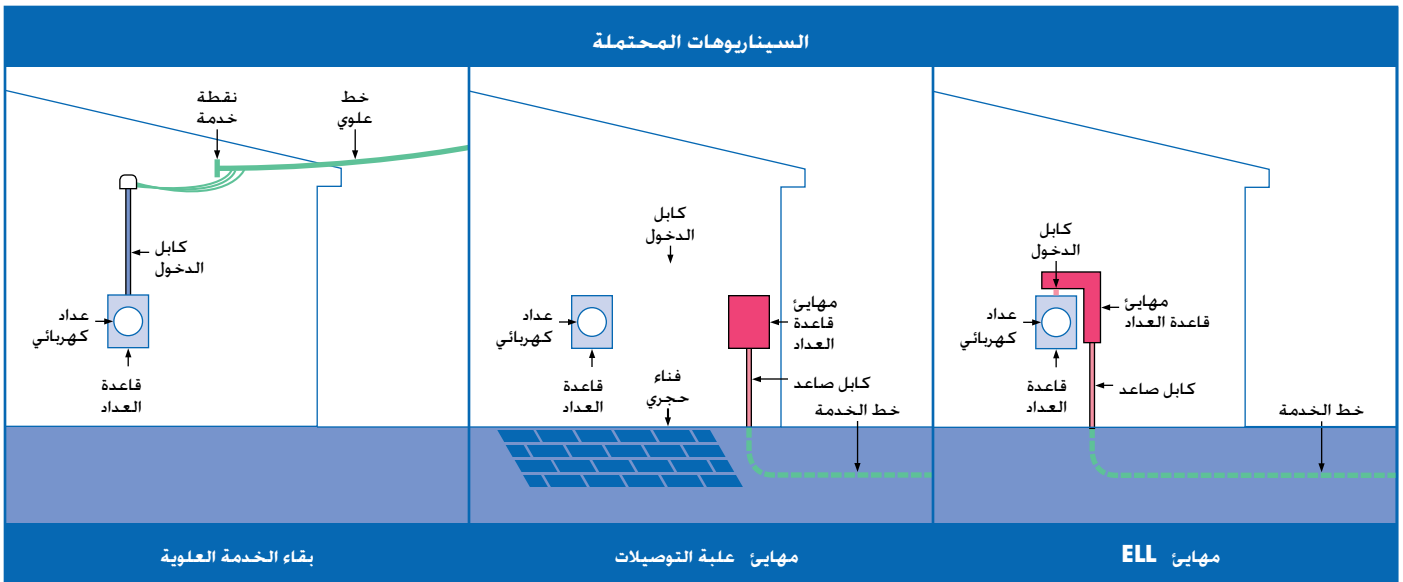 السيناريوهات المحتملة
مهايئ ELL
كابل
الدخول
مهايئ
قاعدة العداد
عداد
كهربائي
قاعدة
العداد
كابل صاعد
خط الخدمة
مهايئ علبة التوصيلات
كابل
الدخول
مهايئ
قاعدة
العداد
عداد
كهربائي
قاعدة
العداد
فناء
حجري
كابل صاعد
خط الخدمة
بقاء الخدمة العلوية
نقطة
خدمة
خط
علوي
كابل
الدخول
عداد
كهربائي
قاعدة
العداد